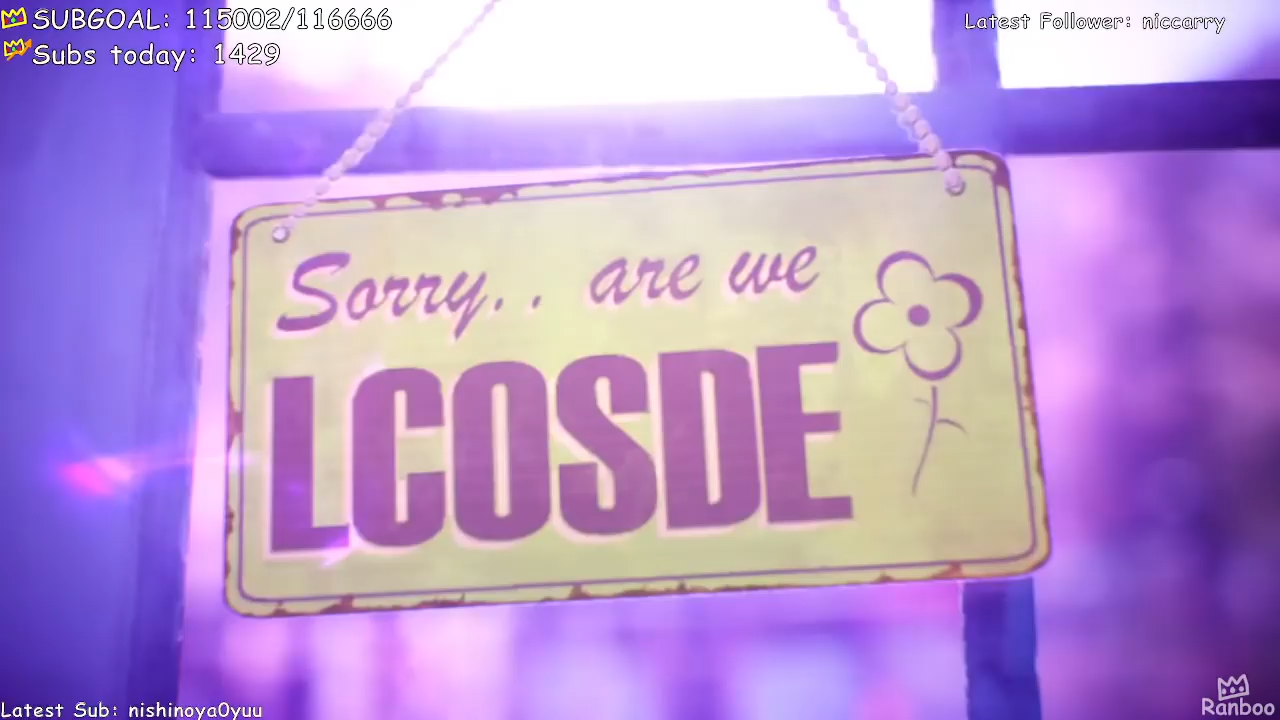 SUBGOAL: 115002/116666
Subs today: 1429
Latest Follower: niccarry
Sorry.. are we
LCOSDE
Latest Sub: nishinoya0yuu
Ranboo